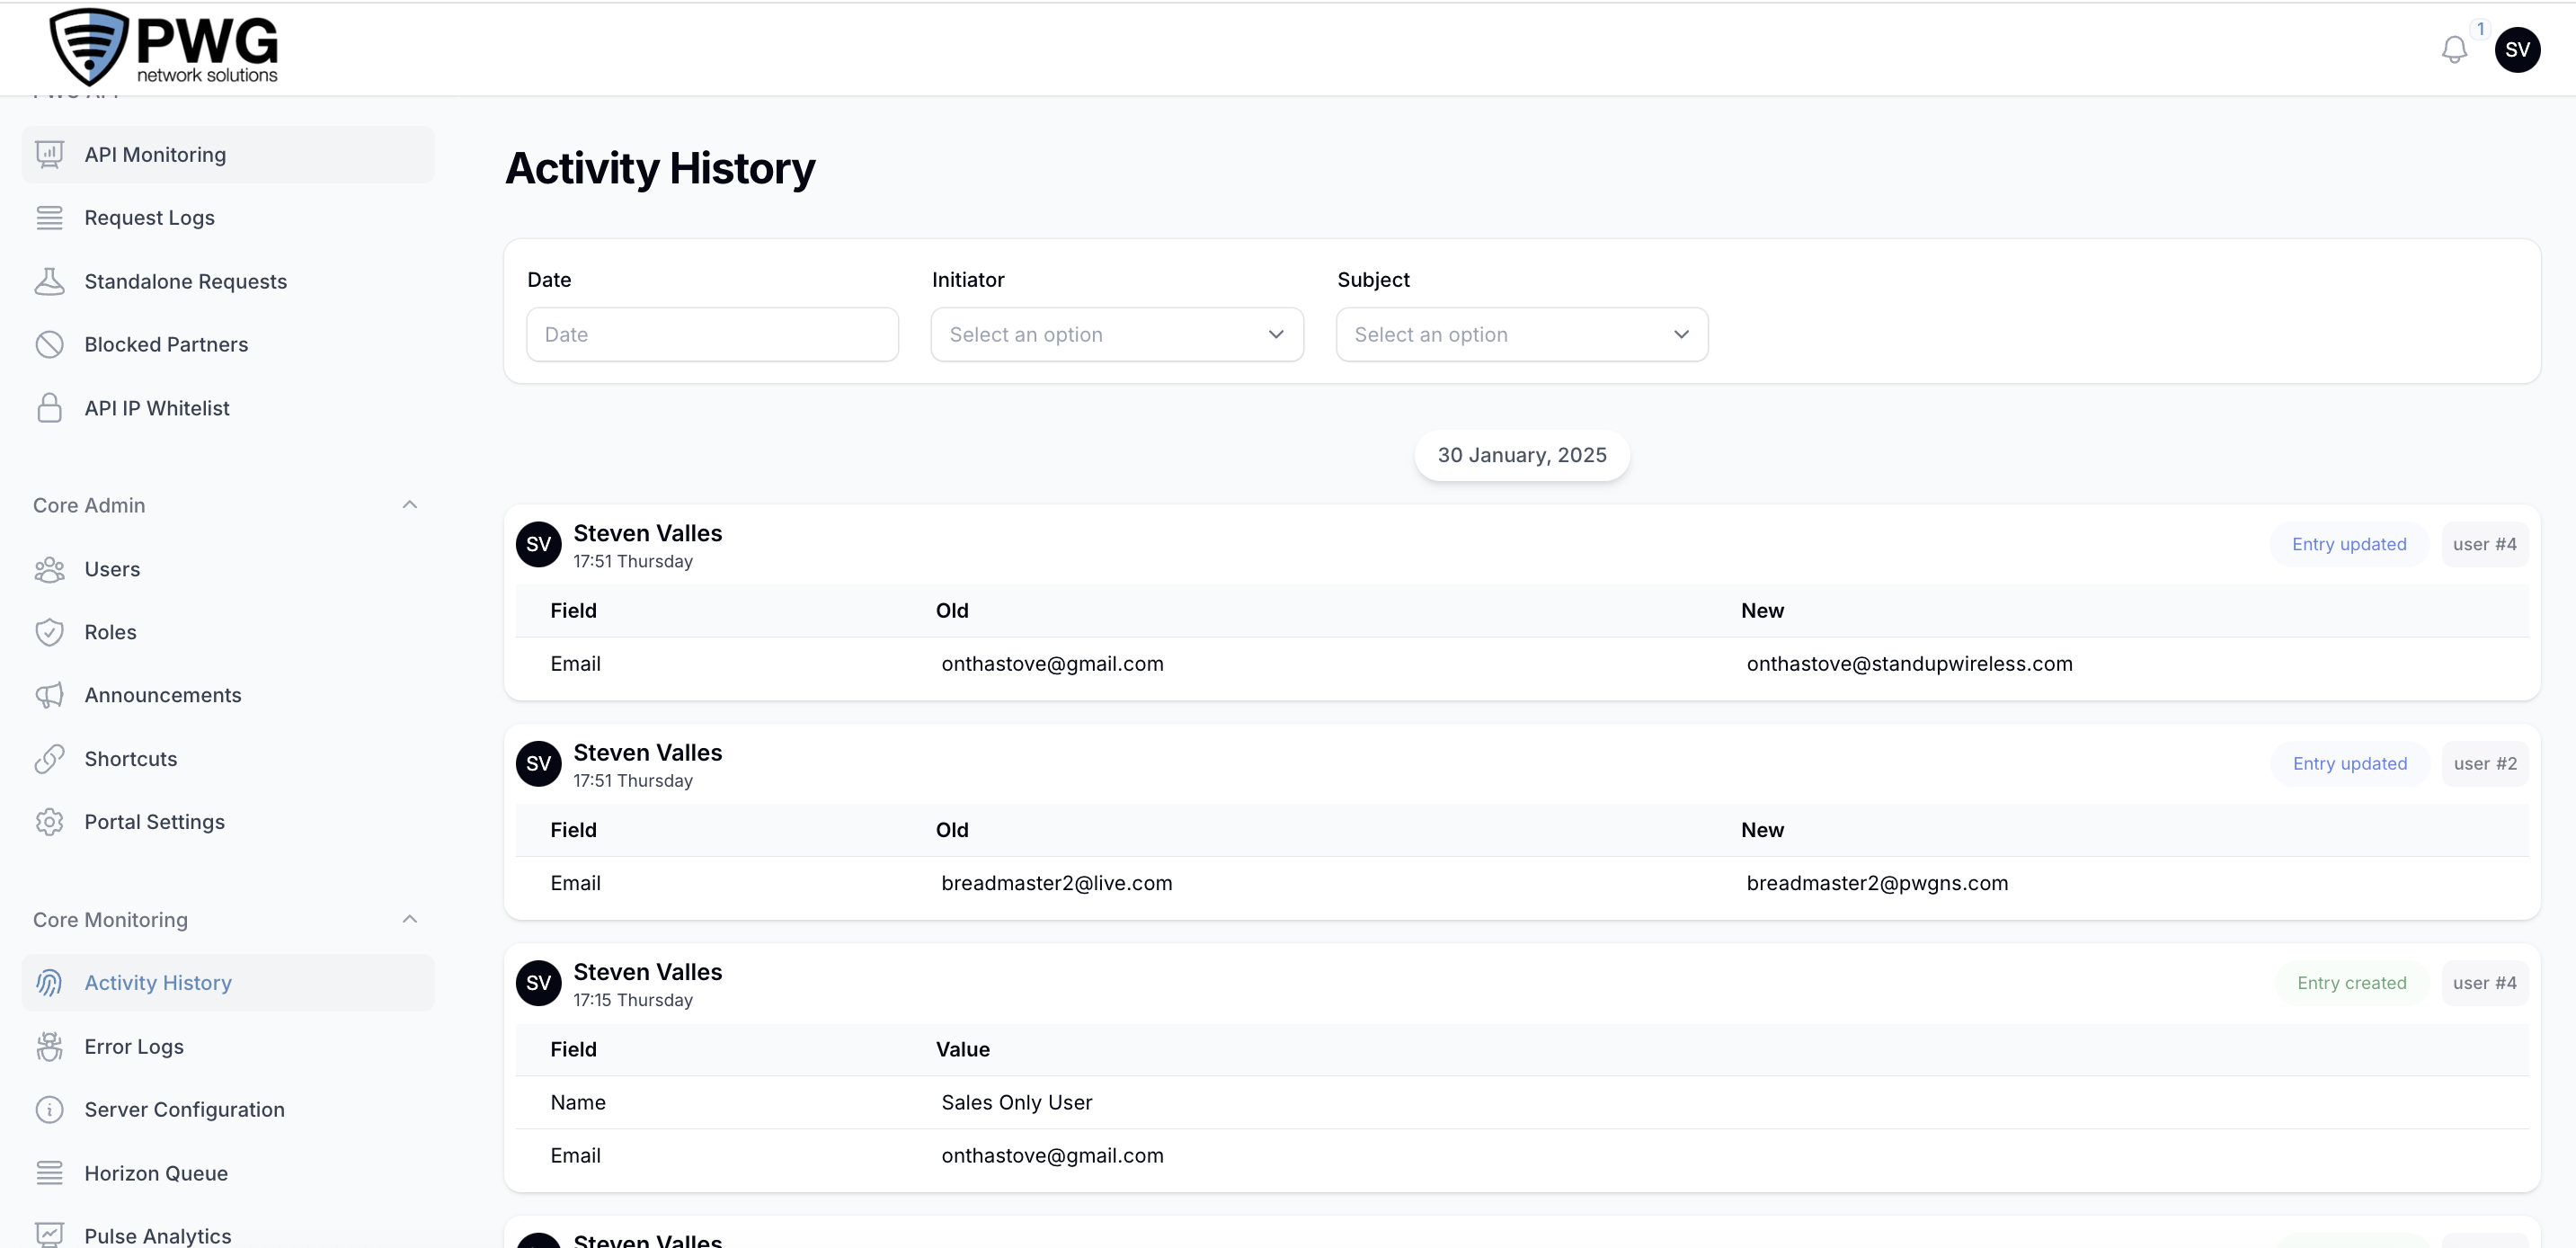 PWG
network solutions
1
SV
PWG API
API Monitoring
Request Logs
Standalone Requests
Blocked Partners
API IP Whitelist
Core Admin
Users
Roles
Announcements
Shortcuts
Portal Settings
Core Monitoring
Activity History
Error Logs
Server Configuration
Horizon Queue
Pulse Analytics
Activity History
Date Initiator Subject
Date Select an option Select an option
30 January, 2025
SV Steven Valles Entry updated user #4
17:51 Thursday
Field Old New
Email onthastove@gmail.com onthastove@standupwireless.com
SV Steven Valles Entry updated user #2
17:51 Thursday
Field Old New
Email breadmaster2@live.com breadmaster2@pwgns.com
SV Steven Valles Entry created user #4
17:15 Thursday
Field Value
Name Sales Only User
Email onthastove@gmail.com
Steven Valles